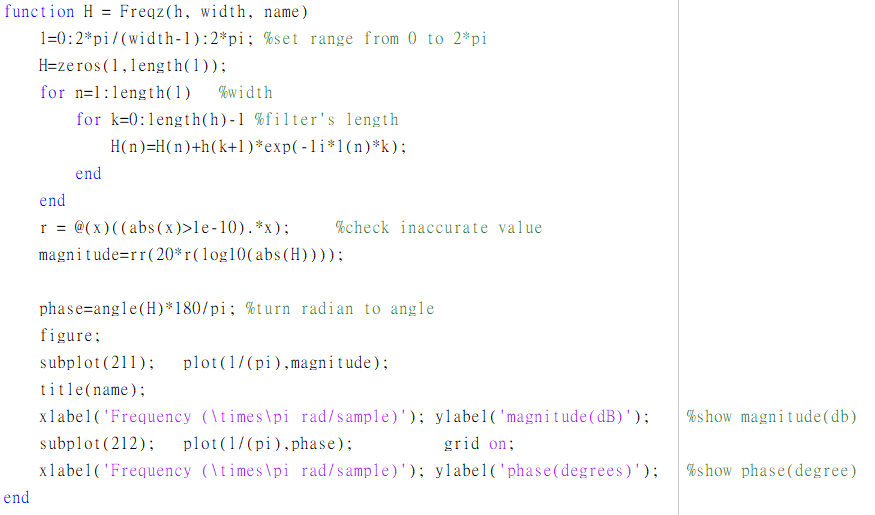 function H = Freqz(h, width, name)
l=0:2*pi/(width-1):2*pi; %set range from 0 to 2*pi
H=zeros(1,length(l));
for n=1:length(l) %width
for k=0:length(h)-1 %filter's length
H(n)=H(n)+h(k+1)*exp(-1i*l(n)*k);
end
end
r = @(x)((abs(x)>1e-10).*x); %check inaccurate value
magnitude=rr(20*r(log10(abs(H))));
phase=angle(H)*180/pi; %turn radian to angle
figure;
subplot(211); plot(l/(pi),magnitude);
title(name);
xlabel('Frequency (\times\pi rad/sample)'); ylabel('magnitude(dB)'); %show magnitude(db)
subplot(212); plot(l/(pi),phase); grid on;
xlabel('Frequency (\times\pi rad/sample)'); ylabel('phase(degrees)'); %show phase(degree)
end